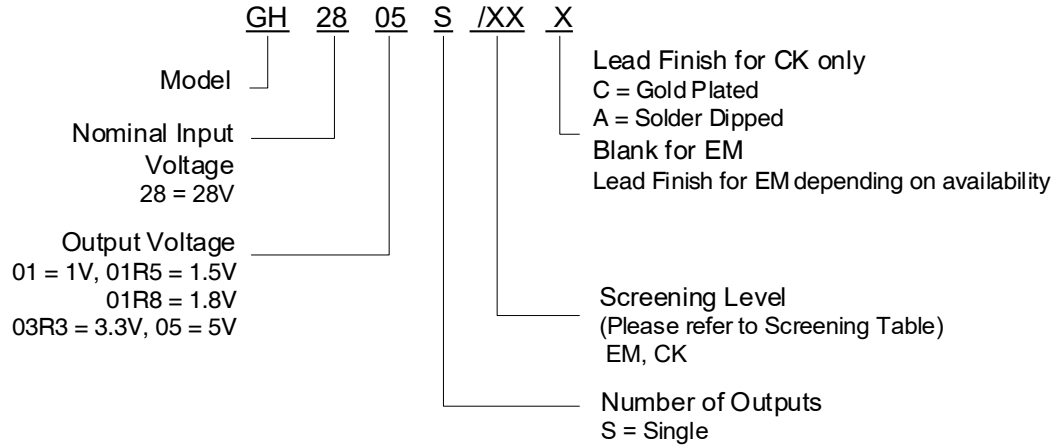 GH 28 05 S /XX X
Model
Nominal Input
Voltage
28 = 28V
Output Voltage
01 = 1V, 01R5 = 1.5V
01R8 = 1.8V
03R3 = 3.3V, 05 = 5V
Lead Finish for CK only
C = Gold Plated
A = Solder Dipped
Blank for EM
Lead Finish for EM depending on availability
Screening Level
(Please refer to Screening Table)
EM, CK
Number of Outputs
S = Single